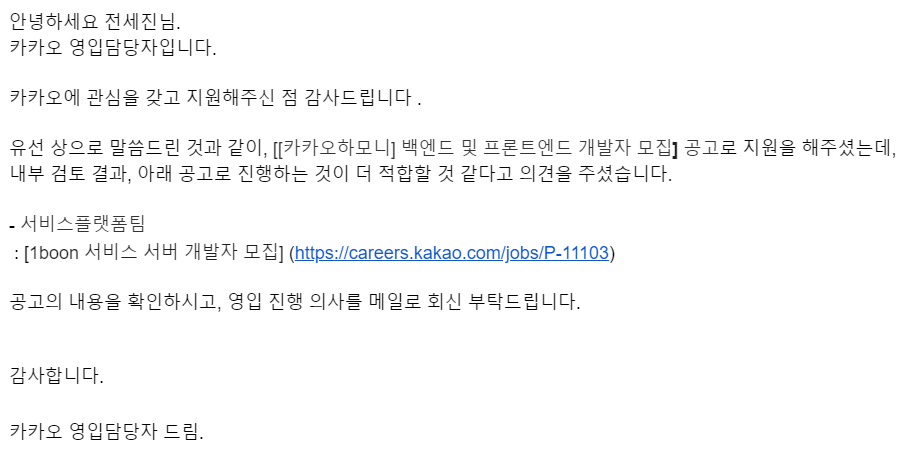 안녕하세요 전세진님.
카카오 영입담당자입니다.
카카오에 관심을 갖고 지원해주신 점 감사드립니다 .
유선 상으로 말씀드린 것과 같이, [[카카오하모니] 백엔드 및 프론트엔드 개발자 모집] 공고로 지원을 해주셨는데,
내부 검토 결과, 아래 공고로 진행하는 것이 더 적합할 것 같다고 의견을 주셨습니다.
- 서비스플랫폼팀
: [1boon 서비스 서버 개발자 모집] (https://careers.kakao.com/jobs/P-11103)
공고의 내용을 확인하시고, 영입 진행 의사를 메일로 회신 부탁드립니다.
감사합니다.
카카오 영입담당자 드림.